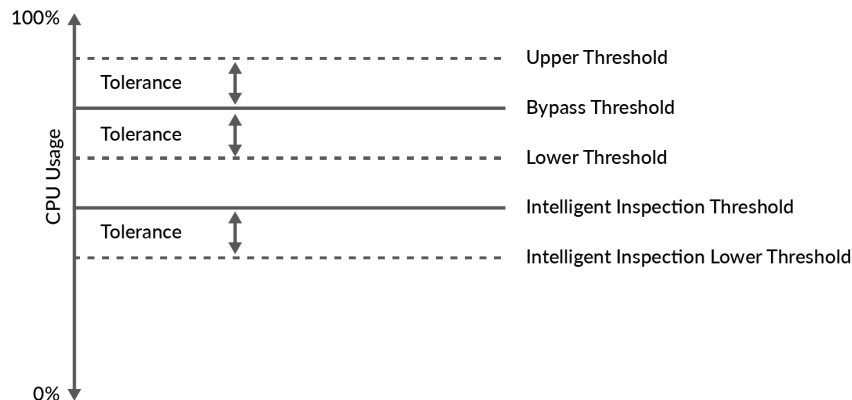 100%
Upper Threshold
Tolerance
Bypass Threshold
Tolerance
Lower Threshold
CPU Usage
Intelligent Inspection Threshold
Tolerance
Intelligent Inspection Lower Threshold
0%